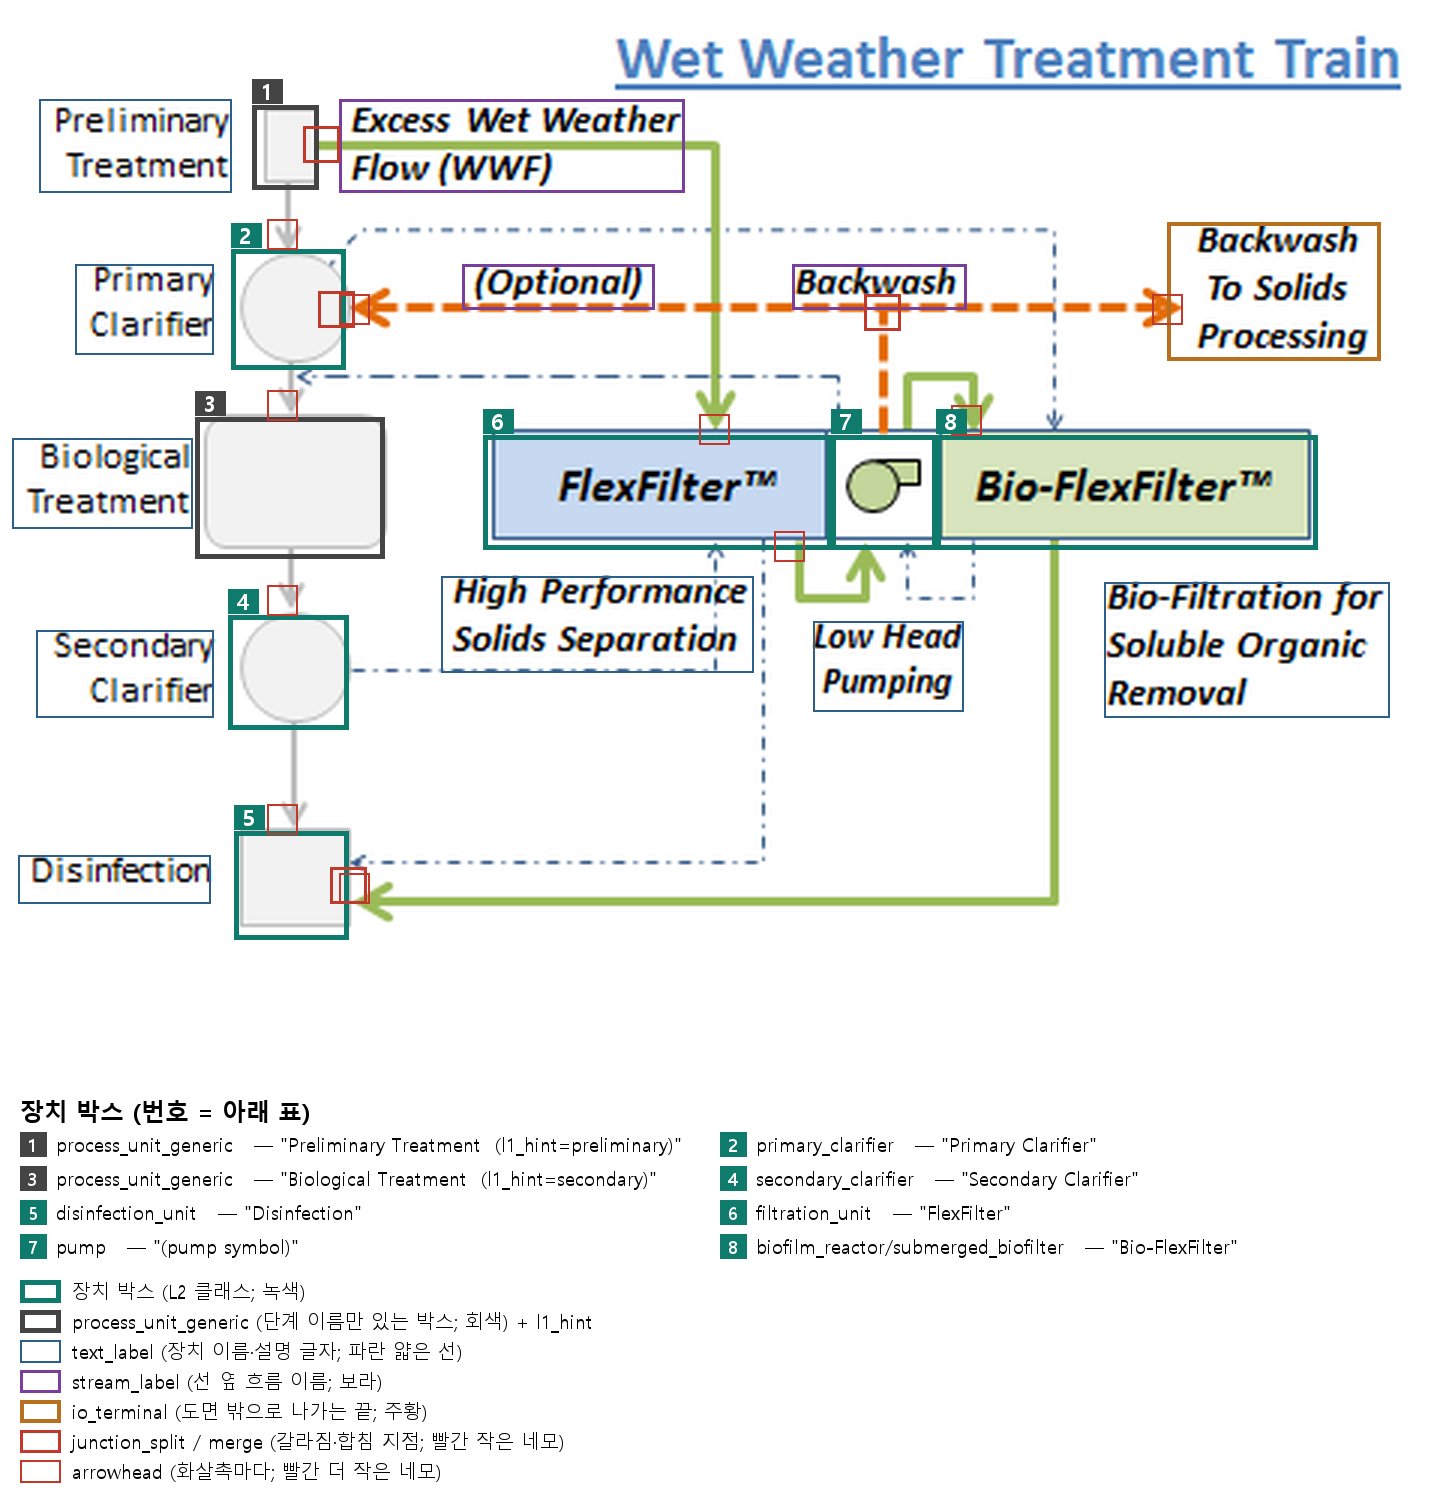 Wet Weather Treatment Train
1
Preliminary
Treatment
Excess Wet Weather
Flow (WWF)
2
Primary
Clarifier
(Optional)
Backwash
Backwash
To Solids
Processing
3
Biological
Treatment
6
FlexFilter™
7
8
Bio-FlexFilter™
4
Secondary
Clarifier
High Performance
Solids Separation
Low Head
Pumping
Bio-Filtration for
Soluble Organic
Removal
5
Disinfection
장치 박스 (번호 = 아래 표)
1 process_unit_generic — "Preliminary Treatment (l1_hint=preliminary)"
2 primary_clarifier — "Primary Clarifier"
3 process_unit_generic — "Biological Treatment (l1_hint=secondary)"
4 secondary_clarifier — "Secondary Clarifier"
5 disinfection_unit — "Disinfection"
6 filtration_unit — "FlexFilter"
7 pump — "(pump symbol)"
8 biofilm_reactor/submerged_biofilter — "Bio-FlexFilter"
장치 박스 (L2 클래스; 녹색)
process_unit_generic (단계 이름만 있는 박스; 회색) + l1_hint
text_label (장치 이름·설명 글자; 파란 얇은 선)
stream_label (선 옆 흐름 이름; 보라)
io_terminal (도면 밖으로 나가는 끝; 주황)
junction_split / merge (갈라짐·합침 지점; 빨간 작은 네모)
arrowhead (화살촉마다; 빨간 더 작은 네모)